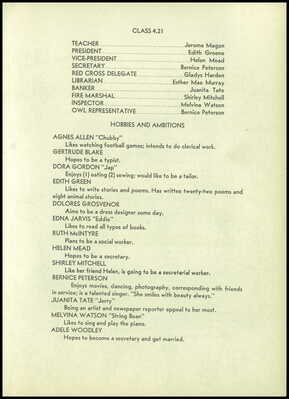 CLASS 4.21
TEACHER Jerome Magon
PRESIDENT Edith Greene
VICE-PRESIDENT Helen Mead
SECRETARY Bernice Peterson
RED CROSS DELEGATE Gladys Harden
LIBRARIAN Esther Mae Murray
BANKER Juanita Tate
FIRE MARSHAL Shirley Mitchell
INSPECTOR Melvina Watson
OWL REPRESENTATIVE Bernice Peterson
HOBBIES AND AMBITIONS
AGNES ALLEN "Chubby"
Likes watching football games; intends to do clerical work.
GERTRUDE BLAKE
Hopes to be a typist.
DORA GORDON "Jap"
Enjoys (1) eating (2) sewing; would like to be a tailor.
EDITH GREEN
Likes to write stories and poems. Has written twenty-two poems and
eight animal stories.
DOLORES GROSVENOR
Aims to be a dress designer some day.
EDNA JARVIS "Eddie"
Likes to read all types of books.
RUTH McINTYRE
Plans to be a social worker.
HELEN MEAD
Hopes to be a secretary.
SHIRLEY MITCHELL
Like her friend Helen, is going to be a secretarial worker.
BERNICE PETERSON
Enjoys movies, dancing, photography, corresponding with friends
in service; is a talented singer. "She smiles with beauty always."
JUANITA TATE "Jerry"
Being an artist and newspaper reporter appeal to her most.
MELVINA WATSON "String Bean"
Likes to sing and play the piano.
ADELE WOODLEY
Hopes to become a secretary and get married.